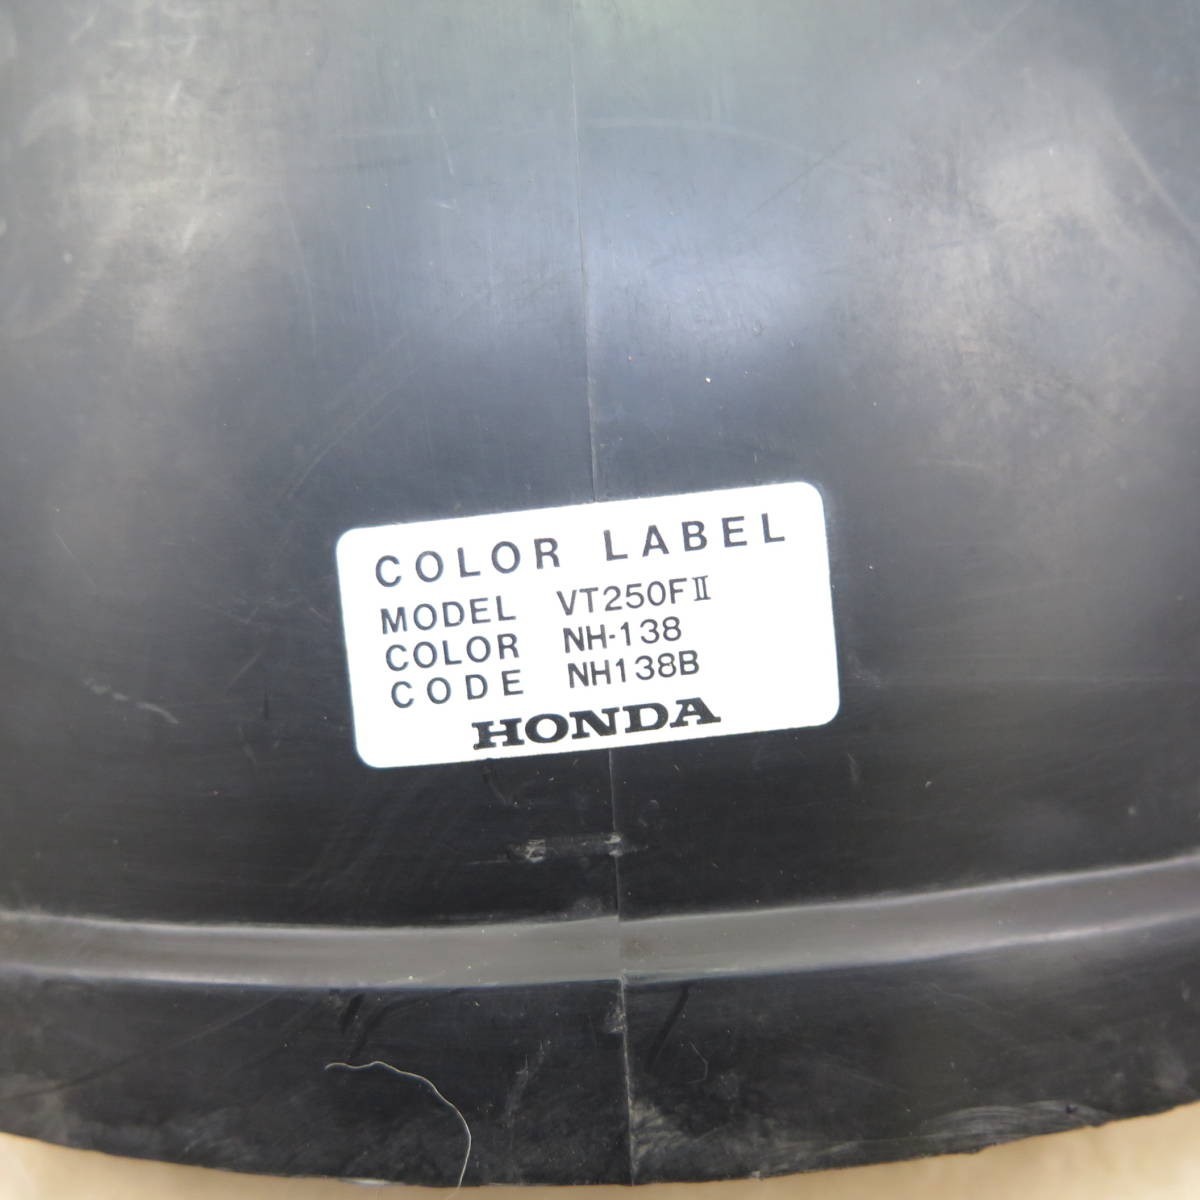 COLOR LABEL
MODEL VT250FⅡ
COLOR NH-138
CODE NH138B
HONDA